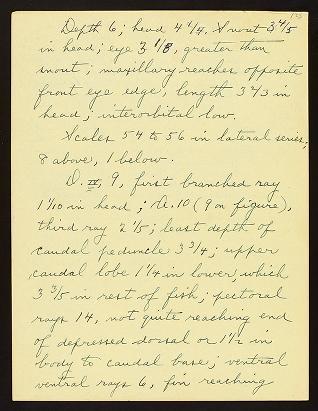 Depth 6; head 4 1/4. Snout 3 4/5
in head; eye 3 1/8, greater than
snout; maxillary reaches opposite
front eye edge, length 3 2/3 in
head; interorbital low.
Scales 54 to 56 in lateral series;
8 above, 1 below.
D. IV, 9, first branched ray
1 1/10 in head; A. 10 (9 on figure),
third ray 2 1/5; least depth of
caudal peduncle 3 3/4; upper
caudal lobe 1 1/4 in lower, which
3 3/5 in rest of fish; pectoral
rays 14, not quite reaching end
of depressed dorsal or 1 1/2 in
body to caudal base; ventral
ventral rays 6, fin reaching